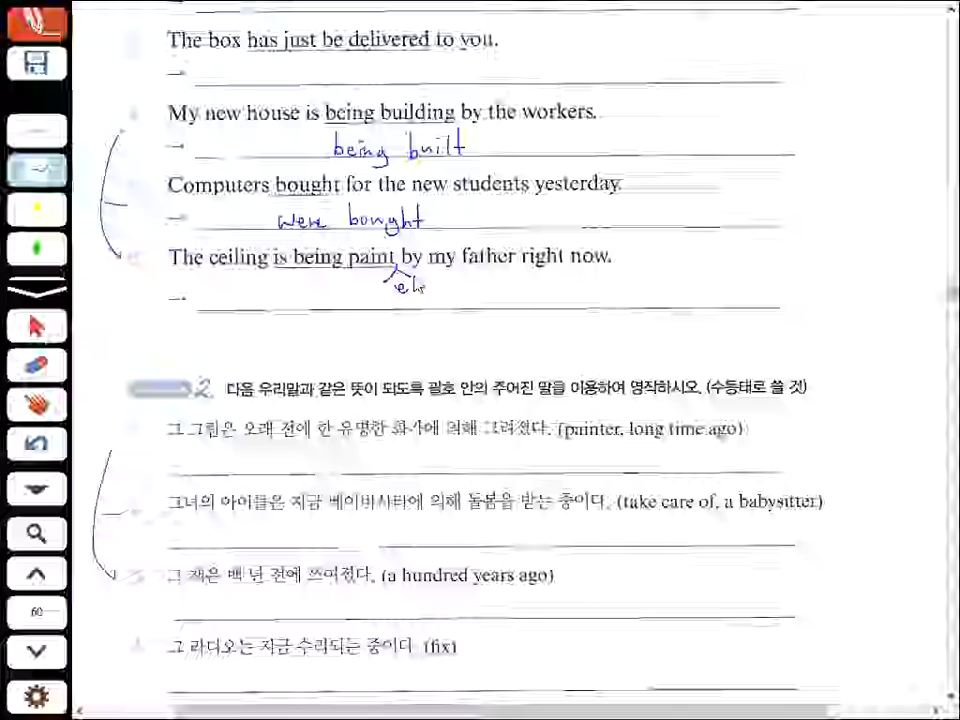 The box has just be delivered to you.
→
My new house is being building by the workers.
→ being built
Computers bought for the new students yesterday.
→ were bought
The ceiling is being paint by my father right now.
→
2 다음 우리말과 같은 뜻이 되도록 괄호 안의 주어진 말을 이용하여 영작하시오. (수동태로 쓸 것)
그 그림은 오래 전에 한 유명한 화가에 의해 그려졌다. (painter, long time ago)
그녀의 아이들은 지금 베이비시터에 의해 돌봄을 받는 중이다. (take care of, a babysitter)
그 책은 백 년 전에 쓰여졌다. (a hundred years ago)
그 라디오는 지금 수리되는 중이다. (fix)
60